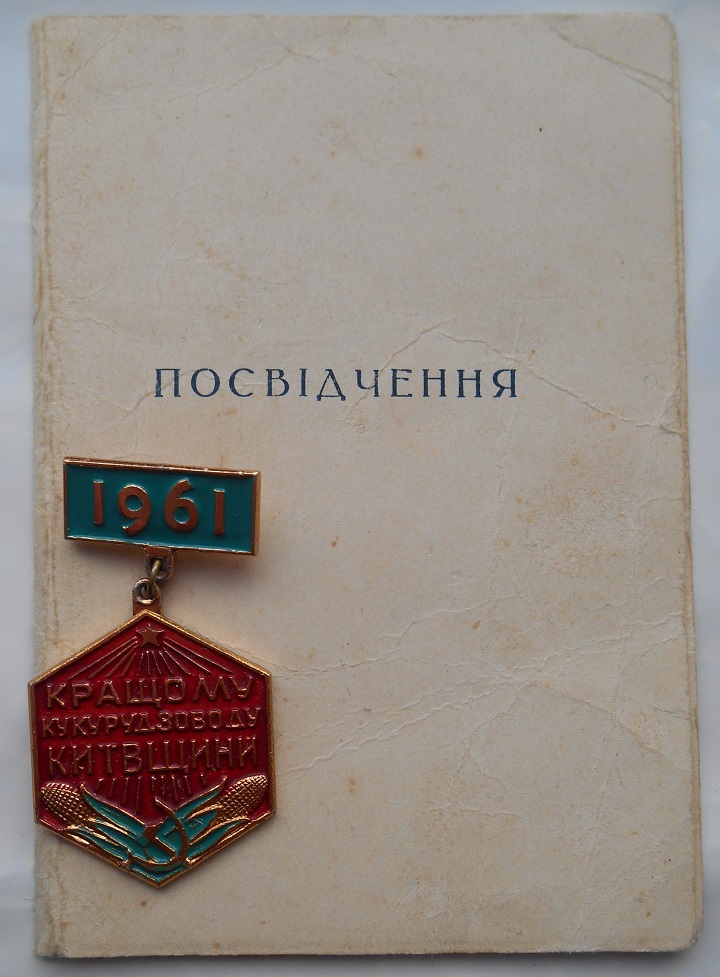 ПОСВІДЧЕННЯ
1961
КРАЩОМУ
КУКУРУДЗОВОДУ
КИЇВЩИНИ